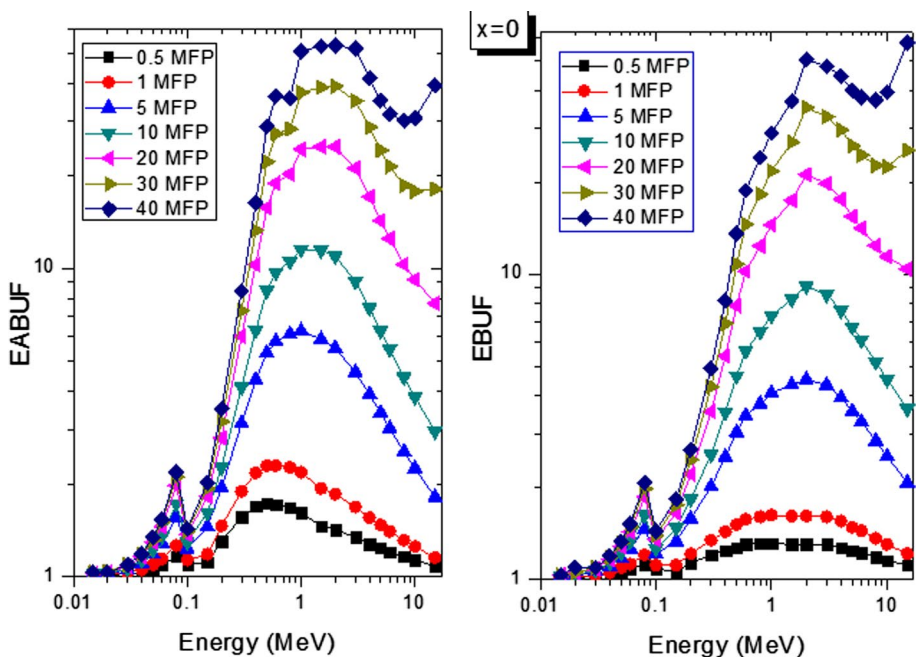 x=0
0.5 MFP
1 MFP
5 MFP
10 MFP
20 MFP
30 MFP
40 MFP
10
1
0.01
0.1
1
10
EABUF
Energy (MeV)
0.5 MFP
1 MFP
5 MFP
10 MFP
20 MFP
30 MFP
40 MFP
10
1
0.01
0.1
1
10
EBUF
Energy (MeV)